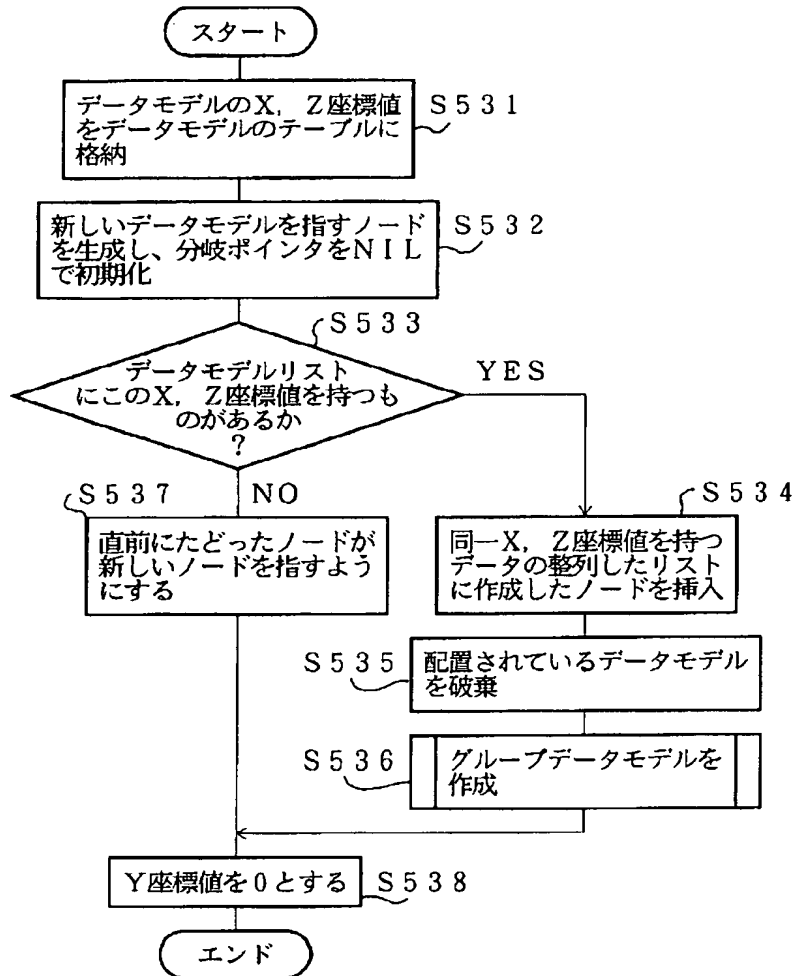 スタート
データモデルのX, Z座標値
をデータモデルのテーブルに
格納
S531
新しいデータモデルを指すノード
を生成し、分岐ポインタをNIL
で初期化
S532
S533
データモデルリスト
にこのX, Z座標値を持つも
のがあるか
?
YES
NO
S537
直前にたどったノードが
新しいノードを指すよう
にする
S534
同一X, Z座標値を持つ
データの整列したリスト
に作成したノードを挿入
S535
配置されているデータモデル
を破棄
S536
グループデータモデルを
作成
Y座標値を0とする
S538
エンド